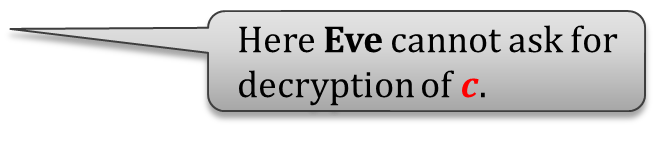 Here Eve cannot ask for
decryption of c.